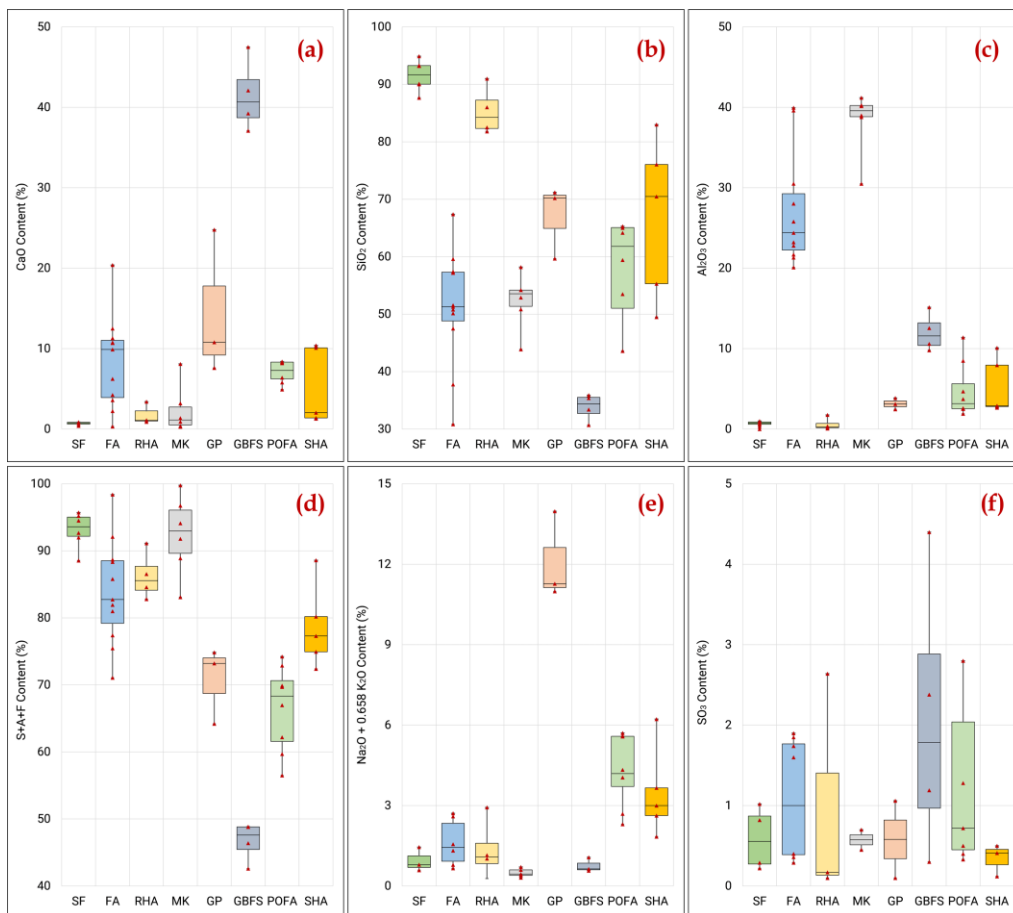 (a)
CaO Content (%)
50
40
30
20
10
0
SF FA RHA MK GP GBFS POFA SHA
(b)
SiO₂ Content (%)
100
90
80
70
60
50
40
30
SF FA RHA MK GP GBFS POFA SHA
(c)
Al₂O₃ Content (%)
50
40
30
20
10
0
SF FA RHA MK GP GBFS POFA SHA
(d)
S+A+F Content (%)
100
90
80
70
60
50
40
SF FA RHA MK GP GBFS POFA SHA
(e)
Na₂O + 0.658 K₂O Content (%)
15
12
9
6
3
0
SF FA RHA MK GP GBFS POFA SHA
(f)
SO₃ Content (%)
5
4
3
2
1
0
SF FA RHA MK GP GBFS POFA SHA